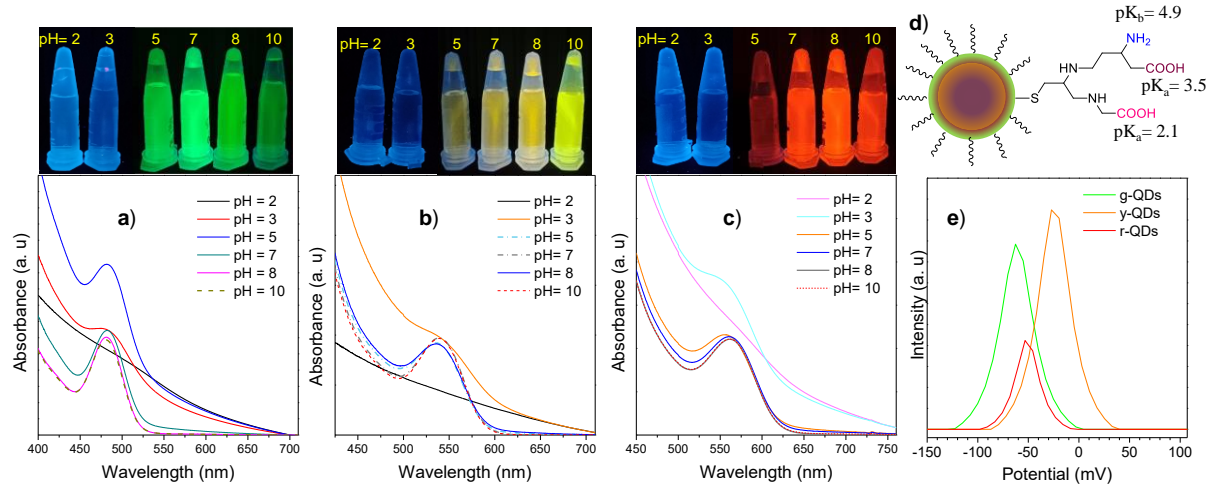 pH= 2 3 5 7 8 10
pH= 2 3 5 7 8 10
pH= 2 3 5 7 8 10
d)
pK_b = 4.9
NH₂
HN
COOH
pK_a = 3.5
S
NH
COOH
pK_a = 2.1
a)
pH = 2
pH = 3
pH = 5
pH = 7
pH = 8
pH = 10
Absorbance (a. u)
400 450 500 550 600 650 700
Wavelength (nm)
b)
pH= 2
pH= 3
pH= 5
pH= 7
pH= 8
pH= 10
Absorbance (a. u)
450 500 550 600 650 700
Wavelength (nm)
c)
pH= 2
pH= 3
pH= 5
pH= 7
pH= 8
pH= 10
Absorbance (a. u)
450 500 550 600 650 700 750
Wavelength (nm)
e)
g-QDs
y-QDs
r-QDs
Intensity (a. u)
-150 -100 -50 0 50 100
Potential (mV)